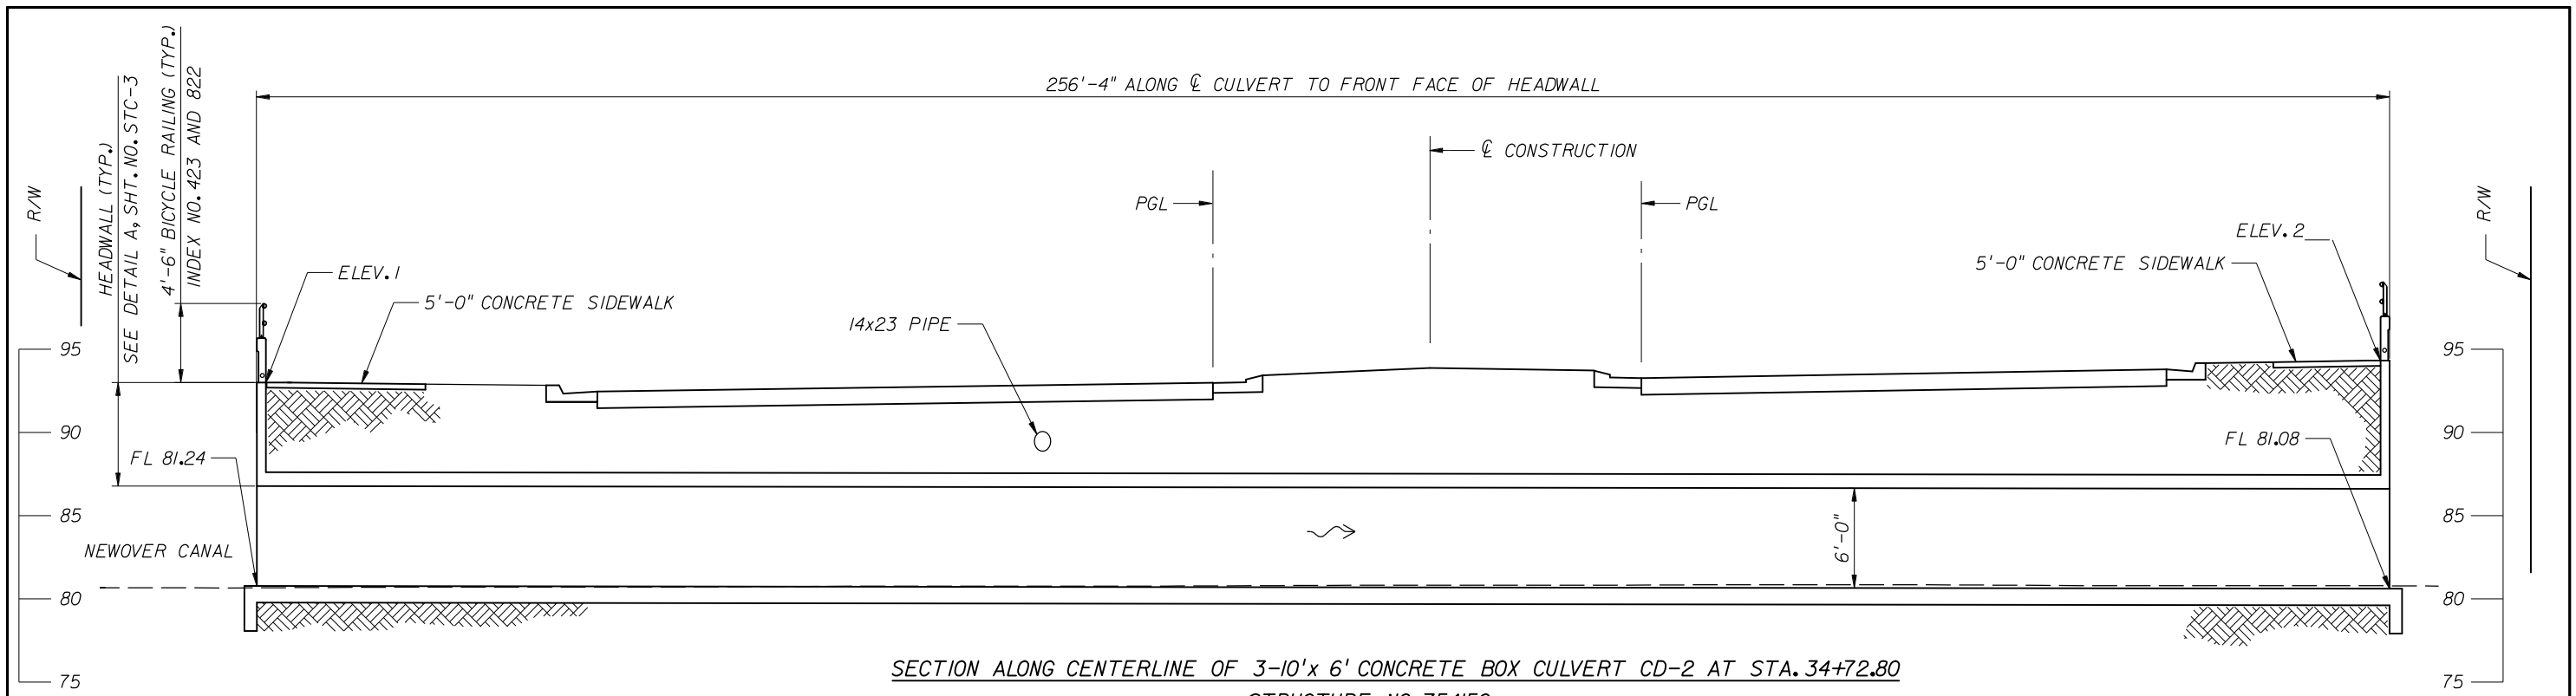 256'-4" ALONG ℄ CULVERT TO FRONT FACE OF HEADWALL
HEADWALL (TYP.)
SEE DETAIL A, SHT. NO. STC-3
4'-6" BICYCLE RAILING (TYP.)
INDEX NO. 423 AND 822
R/W
℄ CONSTRUCTION
PGL
PGL
R/W
ELEV. 1
5'-0" CONCRETE SIDEWALK
14x23 PIPE
ELEV. 2
5'-0" CONCRETE SIDEWALK
95
95
90
90
FL 81.24
FL 81.08
85
85
6'-0"
NEWOVER CANAL
80
80
75
75
SECTION ALONG CENTERLINE OF 3-10'x 6' CONCRETE BOX CULVERT CD-2 AT STA. 34+72.80